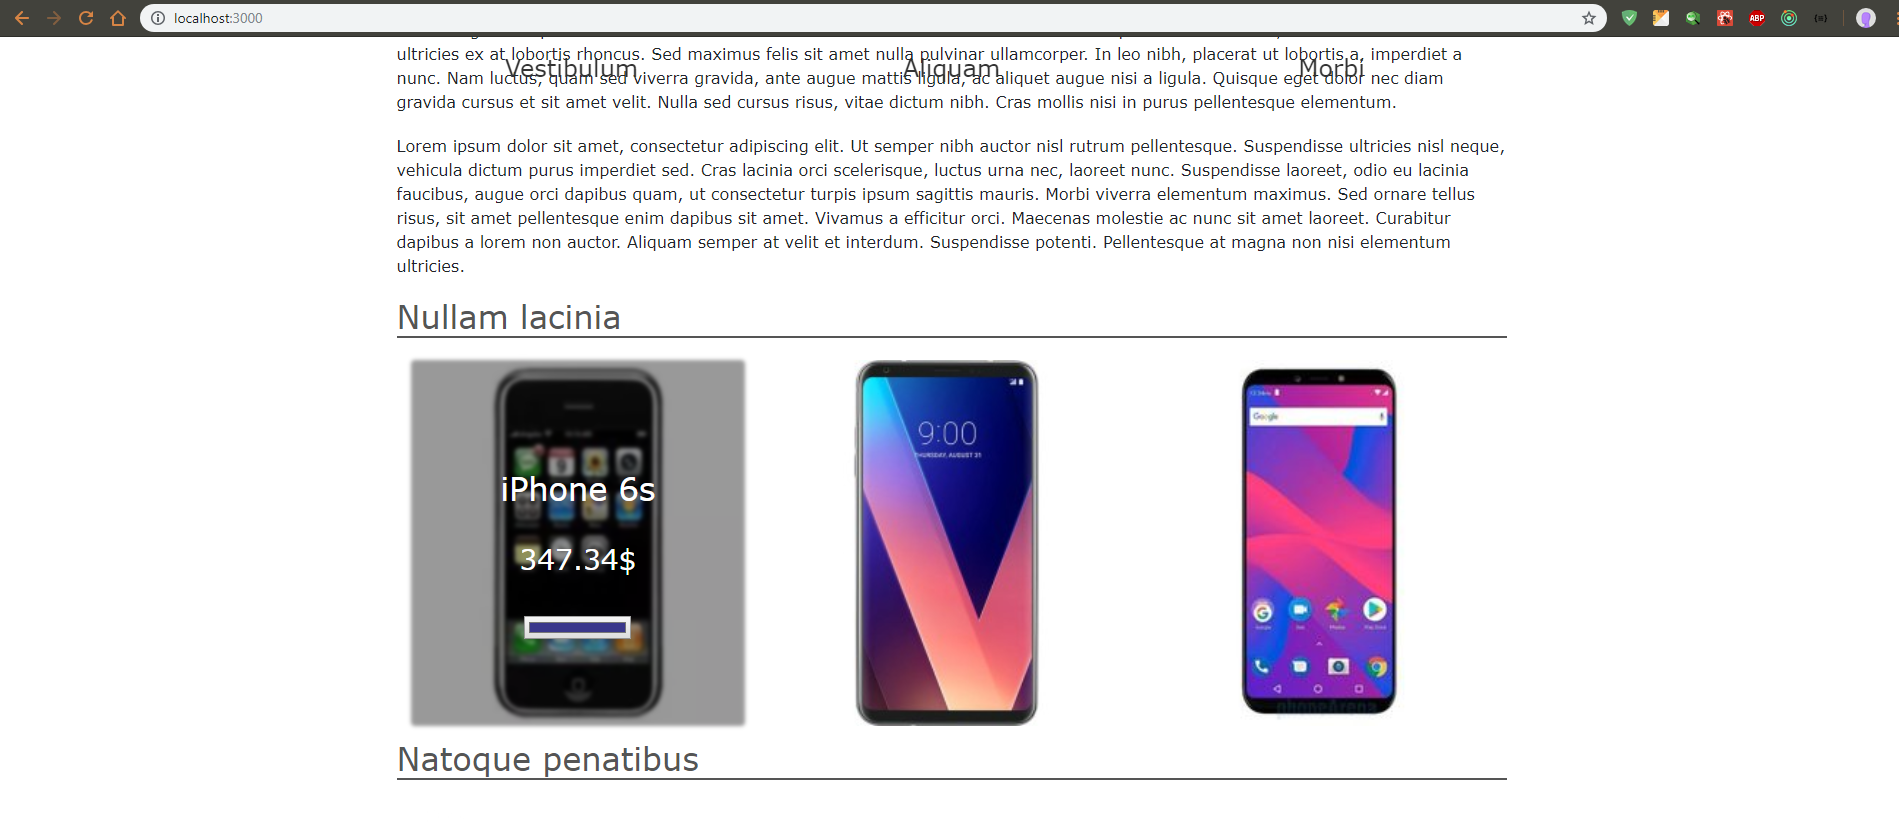 localhost:3000
ABP
ultricies ex at lobortis rhoncus. Sed maximus felis sit amet nulla pulvinar ullamcorper. In leo nibh, placerat ut lobortis a, imperdiet a
Vestibulum Aliquam Morbi
nunc. Nam luctus, quam sed viverra gravida, ante augue mattis ligula, ac aliquet augue nisi a ligula. Quisque eget dolor nec diam
gravida cursus et sit amet velit. Nulla sed cursus risus, vitae dictum nibh. Cras mollis nisi in purus pellentesque elementum.
Lorem ipsum dolor sit amet, consectetur adipiscing elit. Ut semper nibh auctor nisl rutrum pellentesque. Suspendisse ultricies nisl neque,
vehicula dictum purus imperdiet sed. Cras lacinia orci scelerisque, luctus urna nec, laoreet nunc. Suspendisse laoreet, odio eu lacinia
faucibus, augue orci dapibus quam, ut consectetur turpis ipsum sagittis mauris. Morbi viverra elementum maximus. Sed ornare tellus
risus, sit amet pellentesque enim dapibus sit amet. Vivamus a efficitur orci. Maecenas molestie ac nunc sit amet laoreet. Curabitur
dapibus a lorem non auctor. Aliquam semper at velit et interdum. Suspendisse potenti. Pellentesque at magna non nisi elementum
ultricies.
Nullam lacinia
iPhone 6s
347.34$
9:00
THURSDAY, AUGUST 31
Google
phoneArena
Natoque penatibus